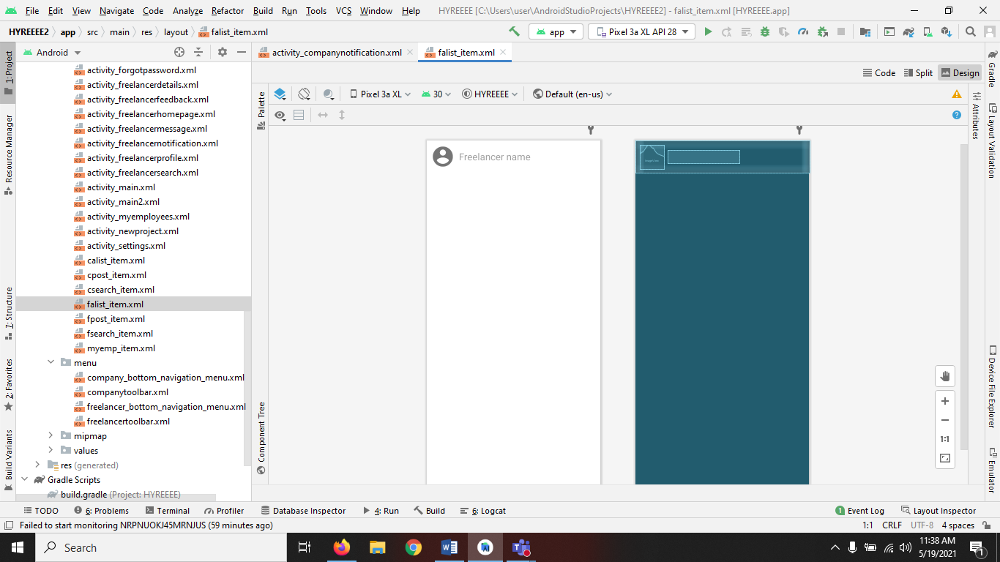 File Edit View Navigate Code Analyze Refactor Build Run Tools VCS Window Help HYREEEE [C:\Users\user\AndroidStudioProjects\HYREEEE2] - falist_item.xml [HYREEEE.app]
HYREEEE2 app src main res layout falist_item.xml app Pixel 3a XL API 28
1: Project
Resource Manager
7: Structure
2: Favorites
Build Variants
Android
activity_forgotpassword.xml
activity_freelancerdetails.xml
activity_freelancerfeedback.xml
activity_freelancerhomepage.xml
activity_freelancermessage.xml
activity_freelancernotification.xml
activity_freelancerprofile.xml
activity_freelancersearch.xml
activity_main.xml
activity_main2.xml
activity_myemployees.xml
activity_newproject.xml
activity_settings.xml
calist_item.xml
cpost_item.xml
csearch_item.xml
falist_item.xml
fpost_item.xml
fsearch_item.xml
myemp_item.xml
menu
company_bottom_navigation_menu.xml
companytoolbar.xml
freelancer_bottom_navigation_menu.xml
freelancertoolbar.xml
mipmap
values
res (generated)
Gradle Scripts
build.gradle (Project: HYREEEE)
activity_companynotification.xml falist_item.xml
Code Split Design
Palette
Component Tree
Pixel 3a XL 30 HYREEEE Default (en-us)
Freelancer name
1:1
Attributes
Gradle
Layout Validation
Device File Explorer
Emulator
TODO 6: Problems Terminal Profiler Database Inspector 4: Run Build 6: Logcat 1 Event Log Layout Inspector
Failed to start monitoring NRPNUOKJ45MRNJUS (59 minutes ago) 1:1 CRLF UTF-8 4 spaces
Search
11:38 AM
5/19/2021
1